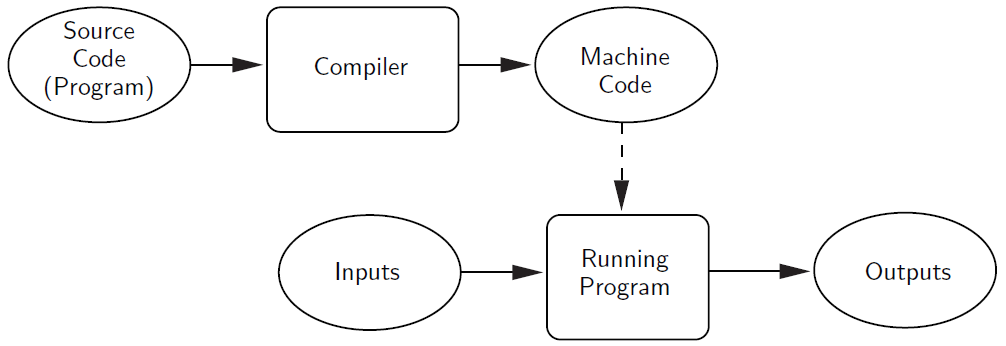 Source
Code
(Program)
Compiler
Machine
Code
Inputs
Running
Program
Outputs